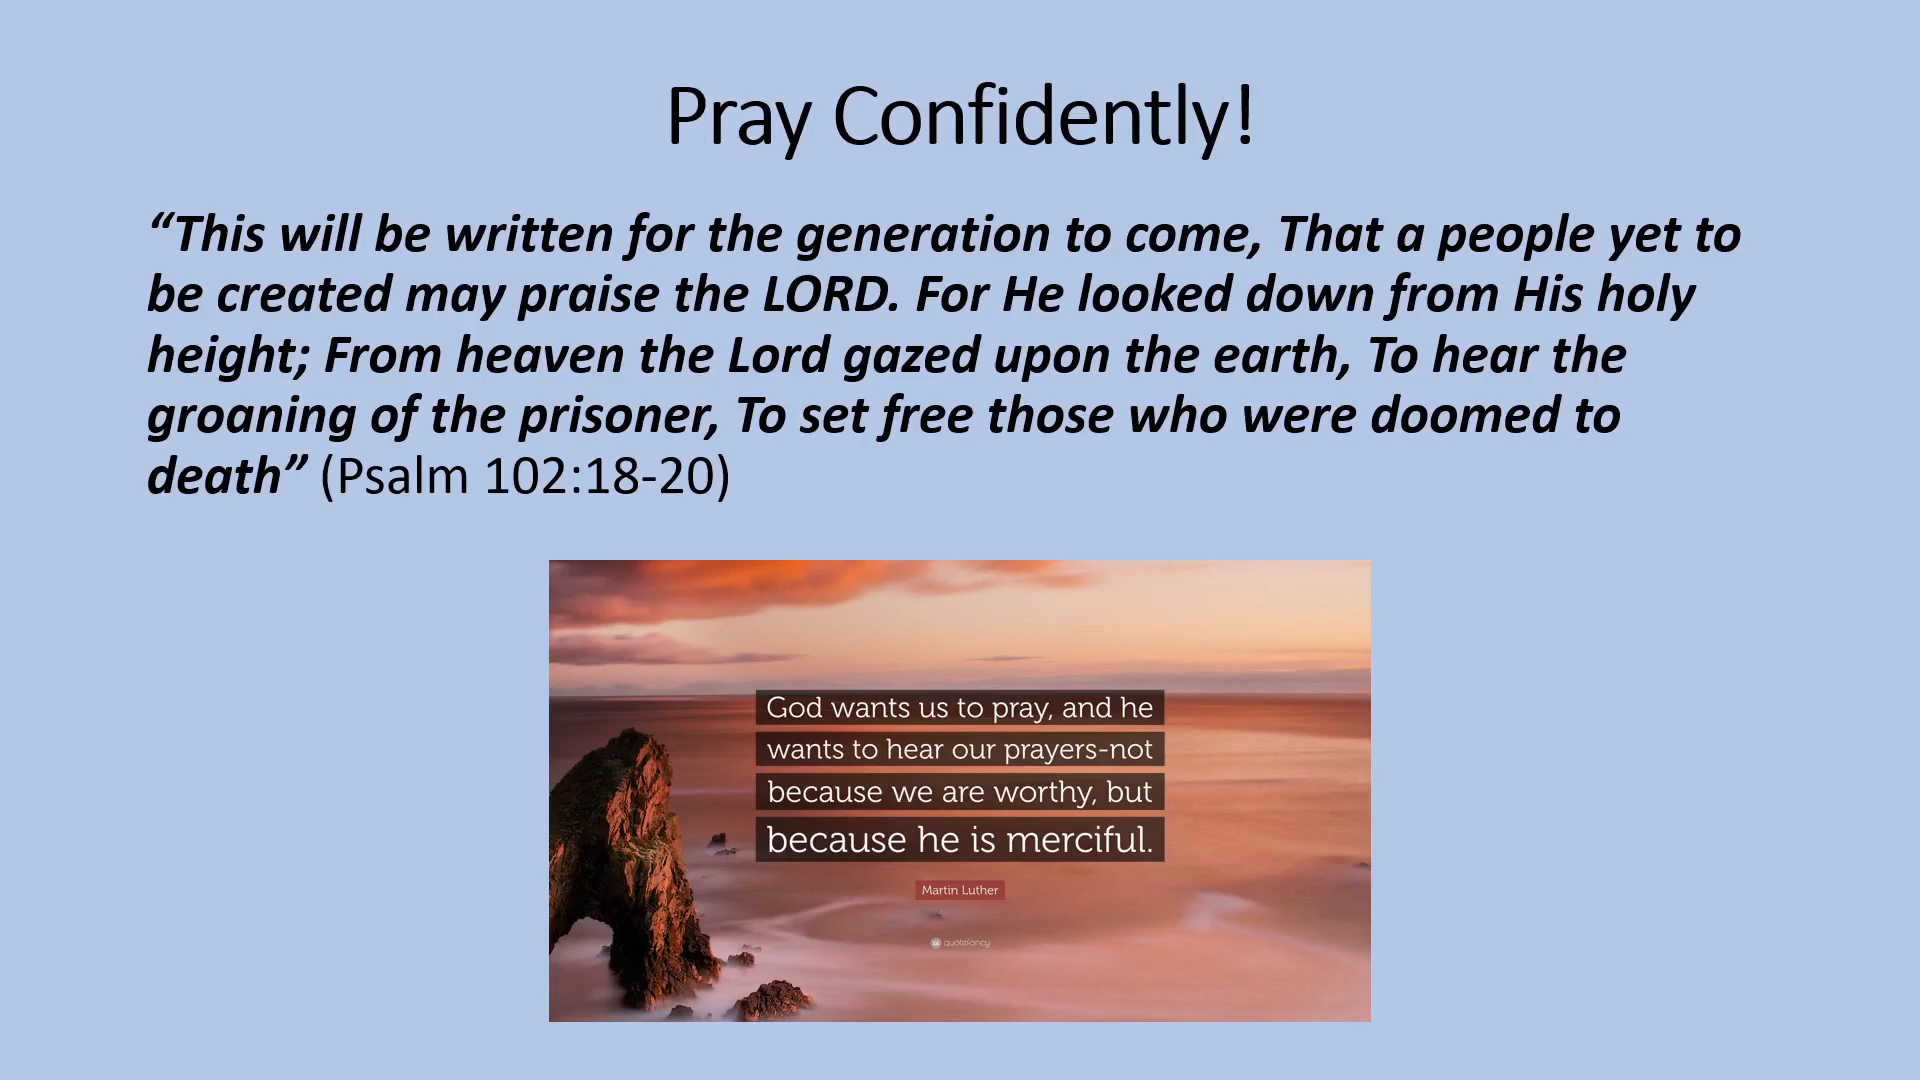 Pray Confidently!
“This will be written for the generation to come, That a people yet to
be created may praise the LORD. For He looked down from His holy
height; From heaven the Lord gazed upon the earth, To hear the
groaning of the prisoner, To set free those who were doomed to
death” (Psalm 102:18-20)
God wants us to pray, and he
wants to hear our prayers-not
because we are worthy, but
because he is merciful.
Martin Luther
quotefancy